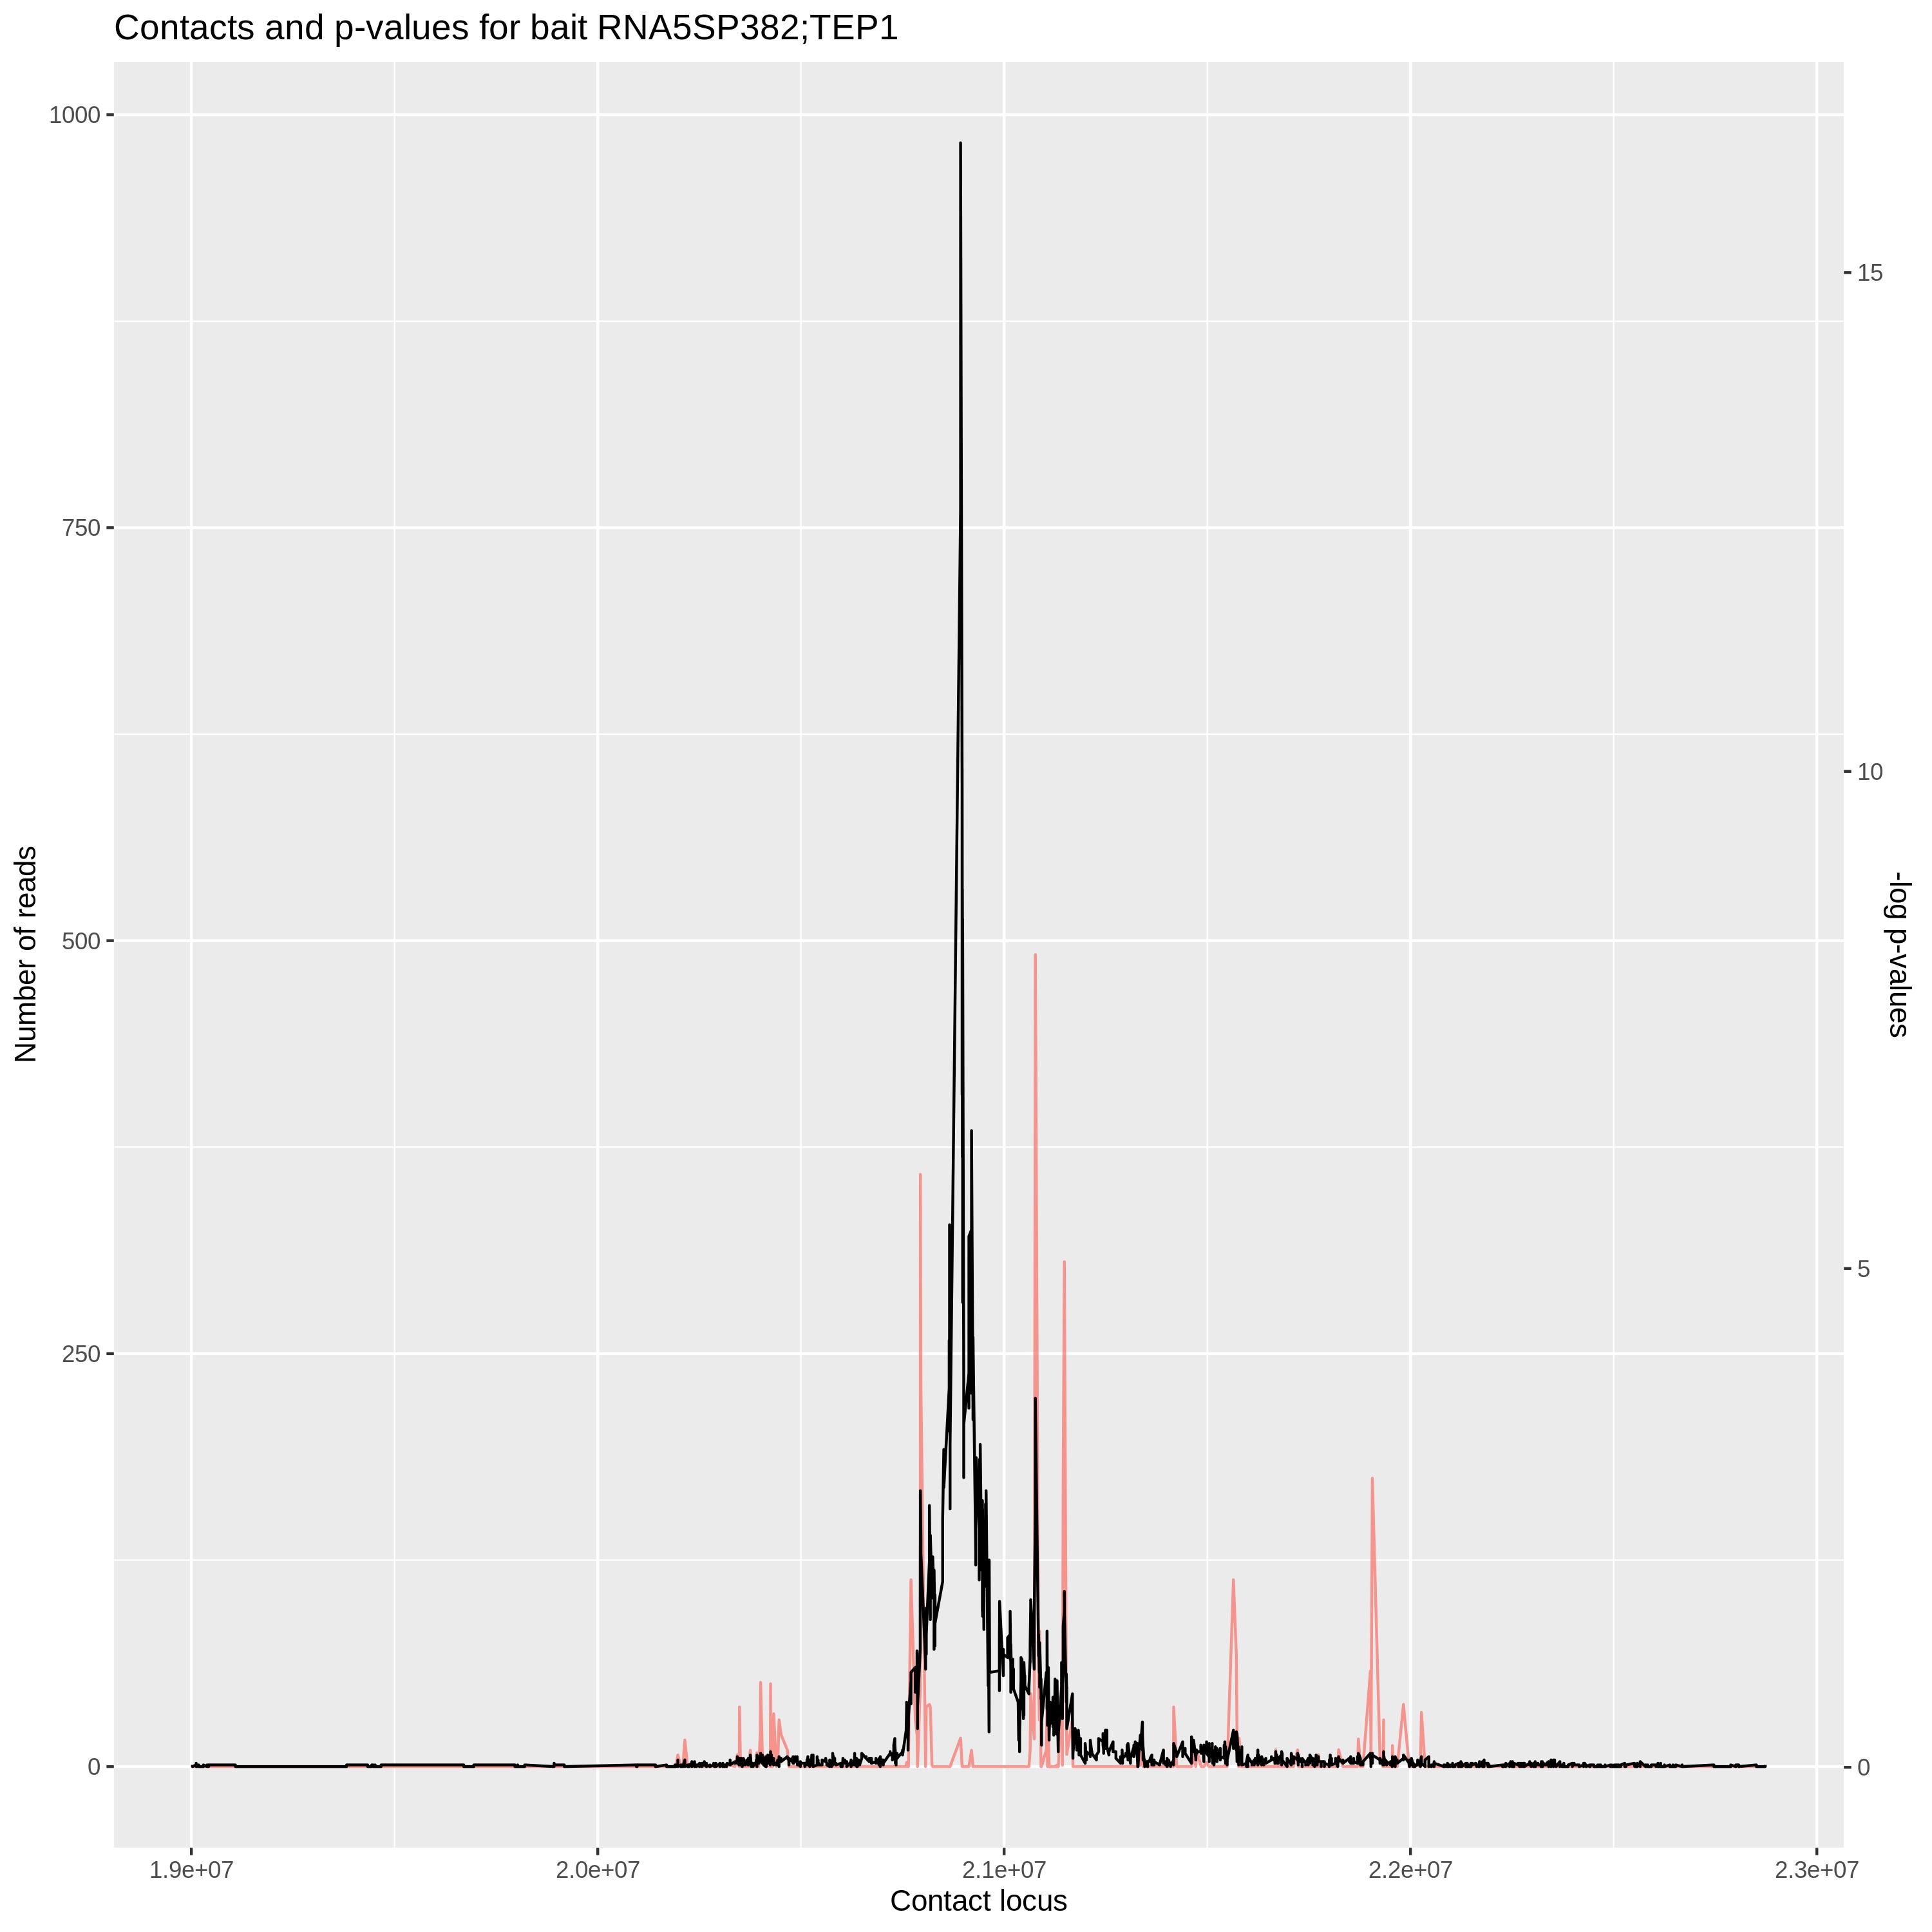 Contacts and p-values for bait RNA5SP382;TEP1
1000
750
500
250
0
Number of reads
15
10
5
0
-log p-values
1.9e+07
2.0e+07
2.1e+07
2.2e+07
2.3e+07
Contact locus